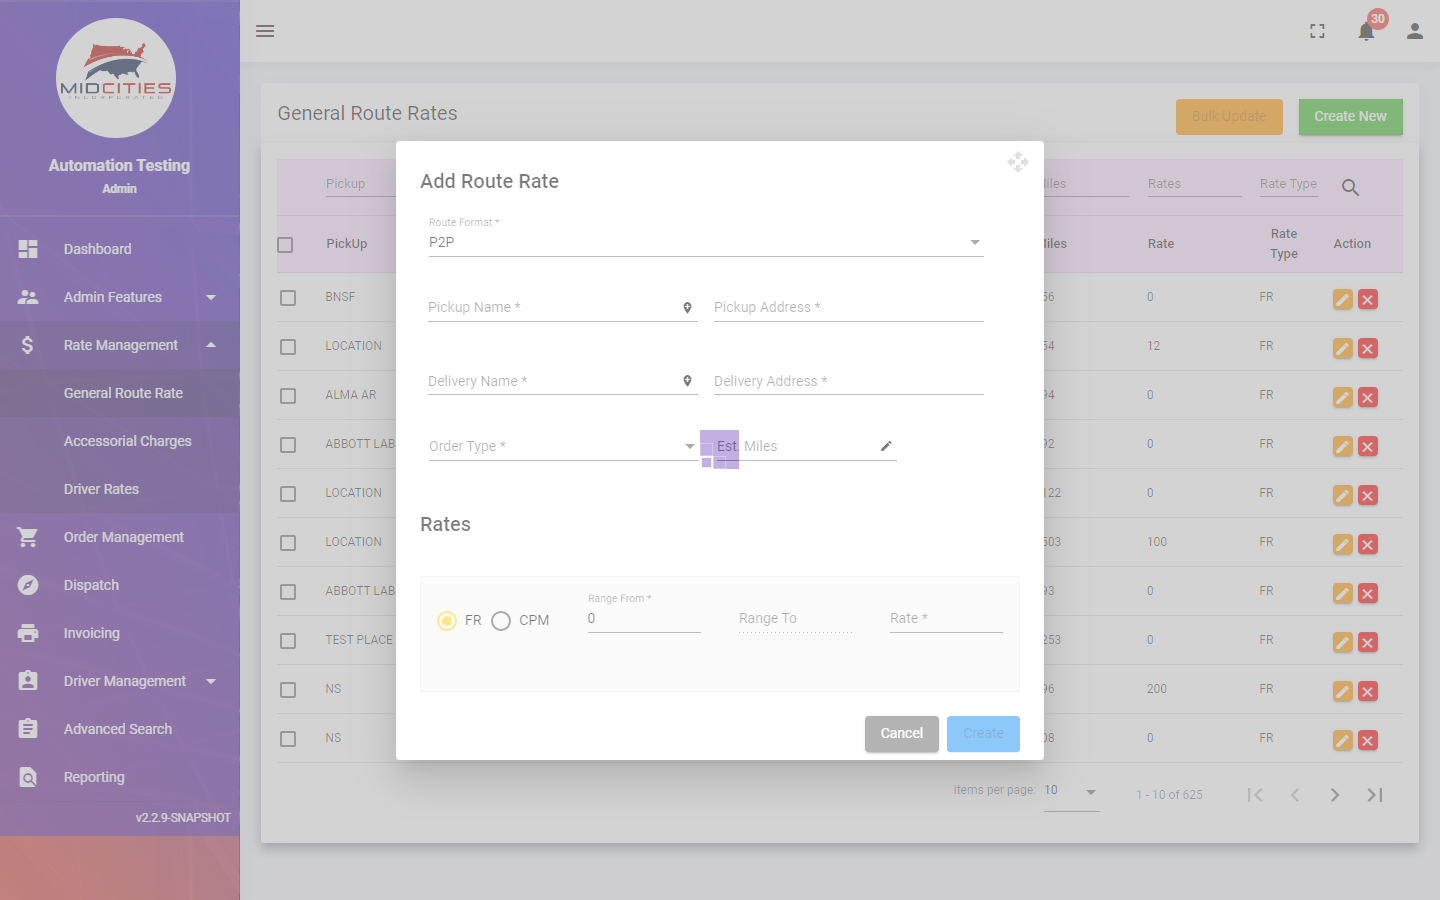 MIDCITIES
INCORPORATED
Automation Testing
Admin
Dashboard
Admin Features
Rate Management
General Route Rate
Accessorial Charges
Driver Rates
Order Management
Dispatch
Invoicing
Driver Management
Advanced Search
Reporting
v2.2.9-SNAPSHOT
30
General Route Rates
Bulk Update
Create New
Pickup
Rates
Rate Type
PickUp
Rate
Rate Type
Action
BNSF
56
0
FR
LOCATION
54
12
FR
ALMA AR
94
0
FR
ABBOTT LAB
92
0
FR
LOCATION
122
0
FR
LOCATION
503
100
FR
ABBOTT LAB
93
0
FR
TEST PLACE
253
0
FR
NS
96
200
FR
NS
08
0
FR
Items per page:
10
1 - 10 of 625
Add Route Rate
Route Format *
P2P
Pickup Name *
Pickup Address *
Delivery Name *
Delivery Address *
Order Type *
Est. Miles
Rates
FR
CPM
Range From *
0
Range To
Rate *
Cancel
Create